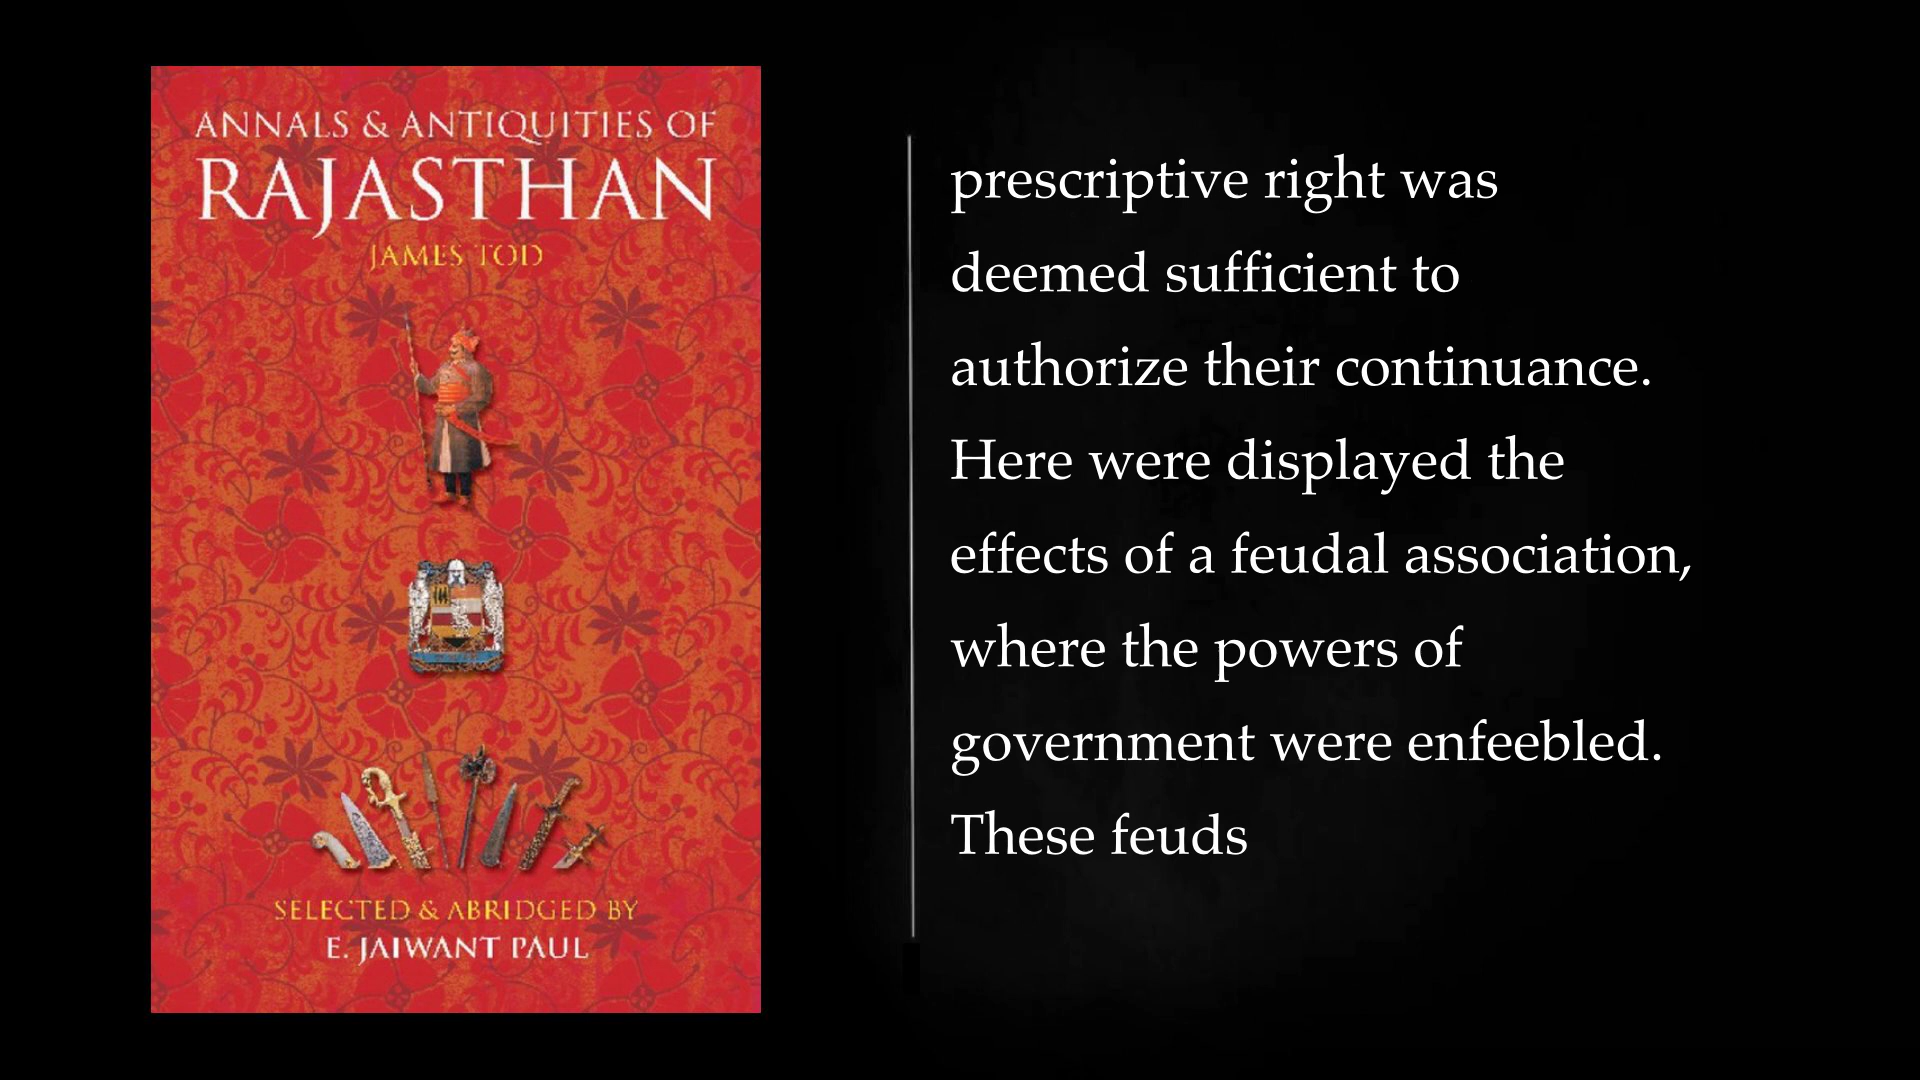 ANNALS & ANTIQUITIES OF
RAJASTHAN
JAMES TOD
SELECTED & ABRIDGED BY
E. JAIWANT PAUL
prescriptive right was
deemed sufficient to
authorize their continuance.
Here were displayed the
effects of a feudal association,
where the powers of
government were enfeebled.
These feuds